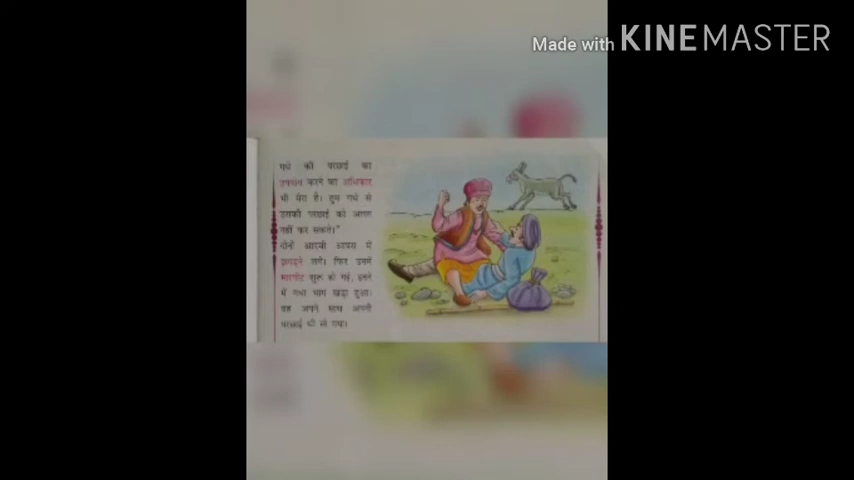 Made with KINEMASTER
गधे की परछाई का
उपयोग करने का अधिकार
भी मेरा है। तुम गधे से
उसकी परछाई को अलग
नहीं कर सकते।"
दोनों आदमी आपस में
झगड़ने लगे। फिर उनमें
मारपीट शुरू हो गई, इतने
में गधा भाग खड़ा हुआ।
वह अपने साथ अपनी
परछाई भी ले गया।